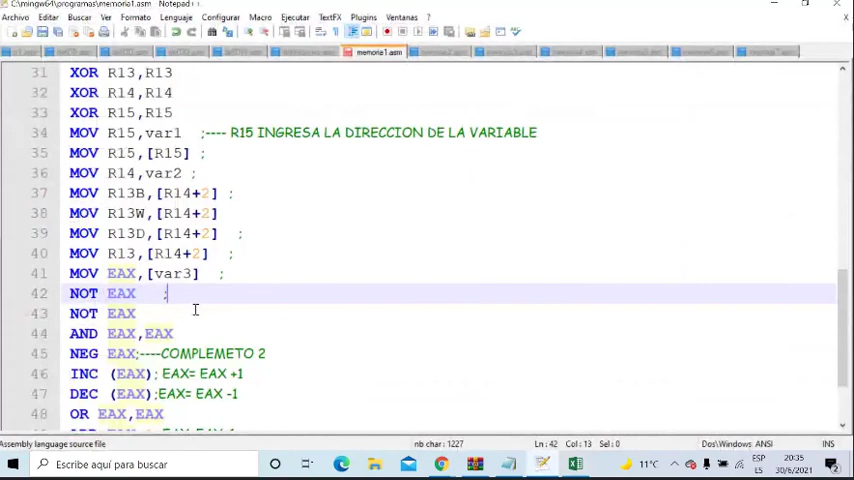 C:\mingw64\programas\memoria1.asm - Notepad++
Archivo Editar Buscar Ver Formato Lenguaje Configurar Macro Ejecutar TextFX Plugins Ventanas ?
memoria1.asm
31 XOR R13,R13
32 XOR R14,R14
33 XOR R15,R15
34 MOV R15,var1 ;---- R15 INGRESA LA DIRECCION DE LA VARIABLE
35 MOV R15,[R15] ;
36 MOV R14,var2 ;
37 MOV R13B,[R14+2] ;
38 MOV R13W,[R14+2]
39 MOV R13D,[R14+2] ;
40 MOV R13,[R14+2] ;
41 MOV EAX,[var3] ;
42 NOT EAX ;
43 NOT EAX
44 AND EAX,EAX
45 NEG EAX;----COMPLEMETO 2
46 INC (EAX); EAX= EAX +1
47 DEC (EAX);EAX= EAX -1
48 OR EAX,EAX
Assembly language source file nb char : 1227 Ln : 42 Col : 13 Sel : 0 Dos\Windows ANSI INS
Escribe aquí para buscar 11°C ESP LS 20:35 30/6/2021